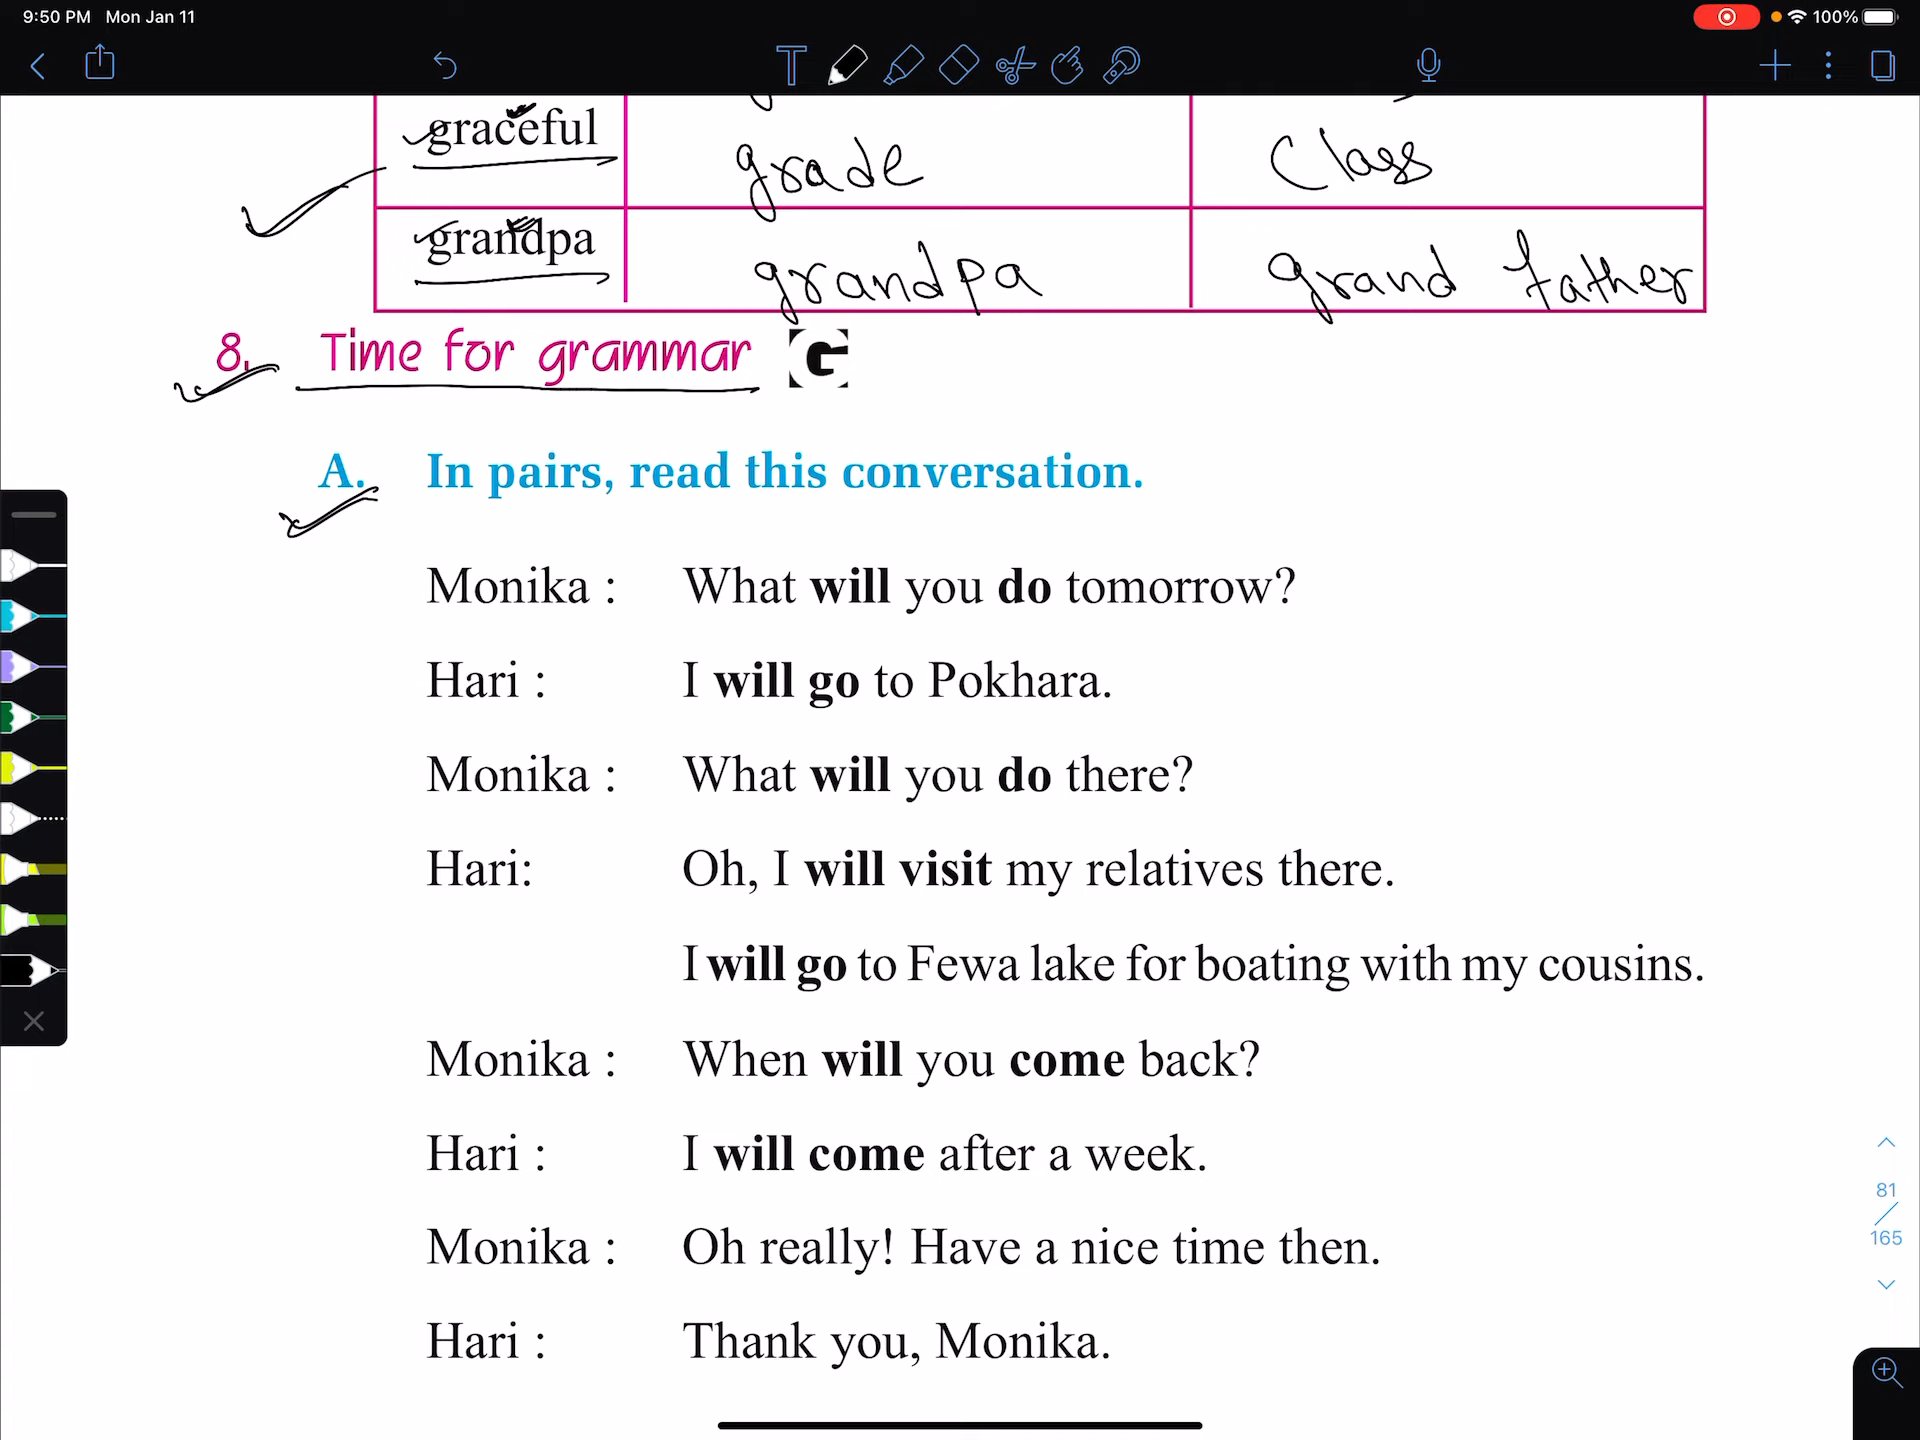 9:50 PM Mon Jan 11 100%
graceful grade Class
grandpa grandpa Grand father
8. Time for grammar G
A. In pairs, read this conversation.
Monika : What will you do tomorrow?
Hari : I will go to Pokhara.
Monika : What will you do there?
Hari: Oh, I will visit my relatives there.
I will go to Fewa lake for boating with my cousins.
Monika : When will you come back?
Hari : I will come after a week.
81
165
Monika : Oh really! Have a nice time then.
Hari : Thank you, Monika.